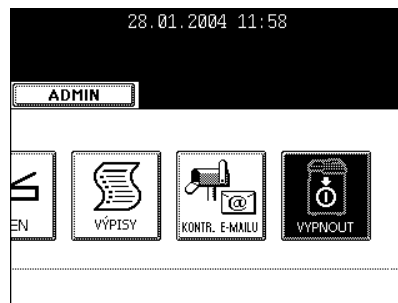 28.01.2004 11:58
ADMIN
EN
VÝPISY
KONTR. E-MAILU
VYPNOUT